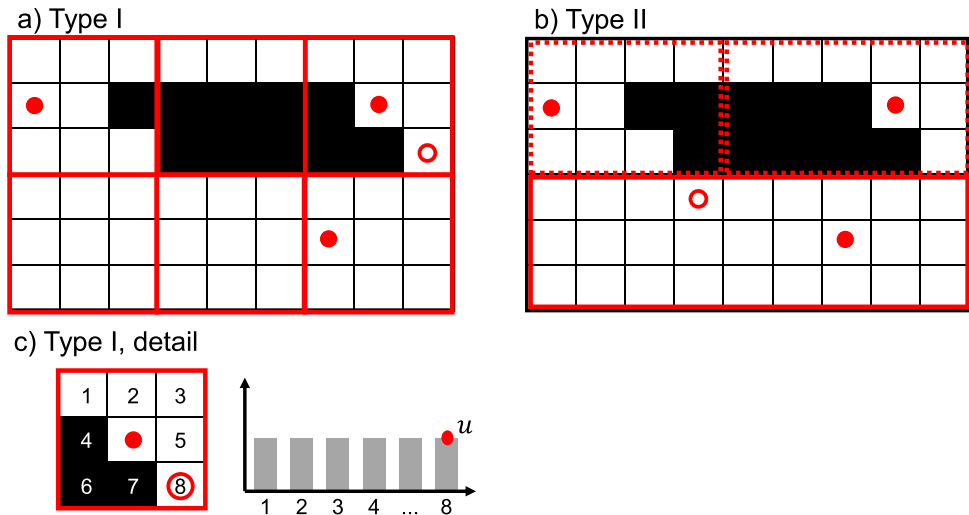 a) Type I
b) Type II
c) Type I, detail
1 2 3
4 5
6 7 8
u
1 2 3 4 ... 8